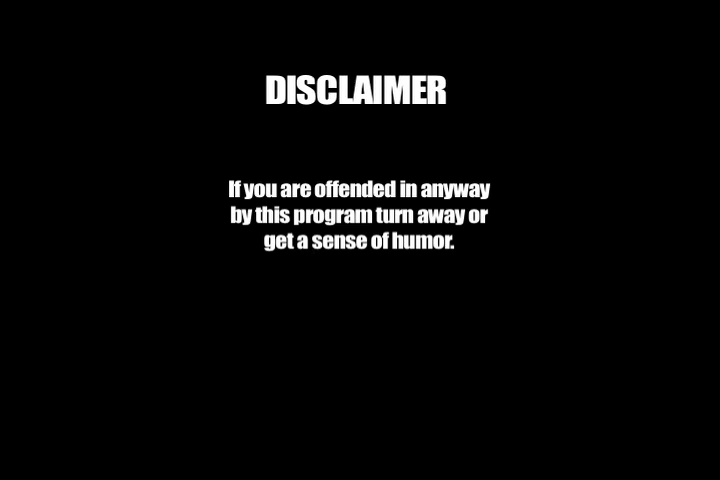 DISCLAIMER
If you are offended in anyway
by this program turn away or
get a sense of humor.